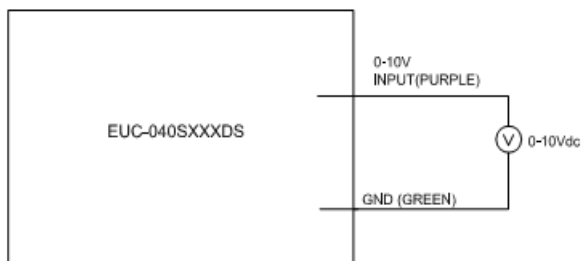 0-10V
INPUT(PURPLE)
EUC-040SXXXDS
V
0-10Vdc
GND (GREEN)